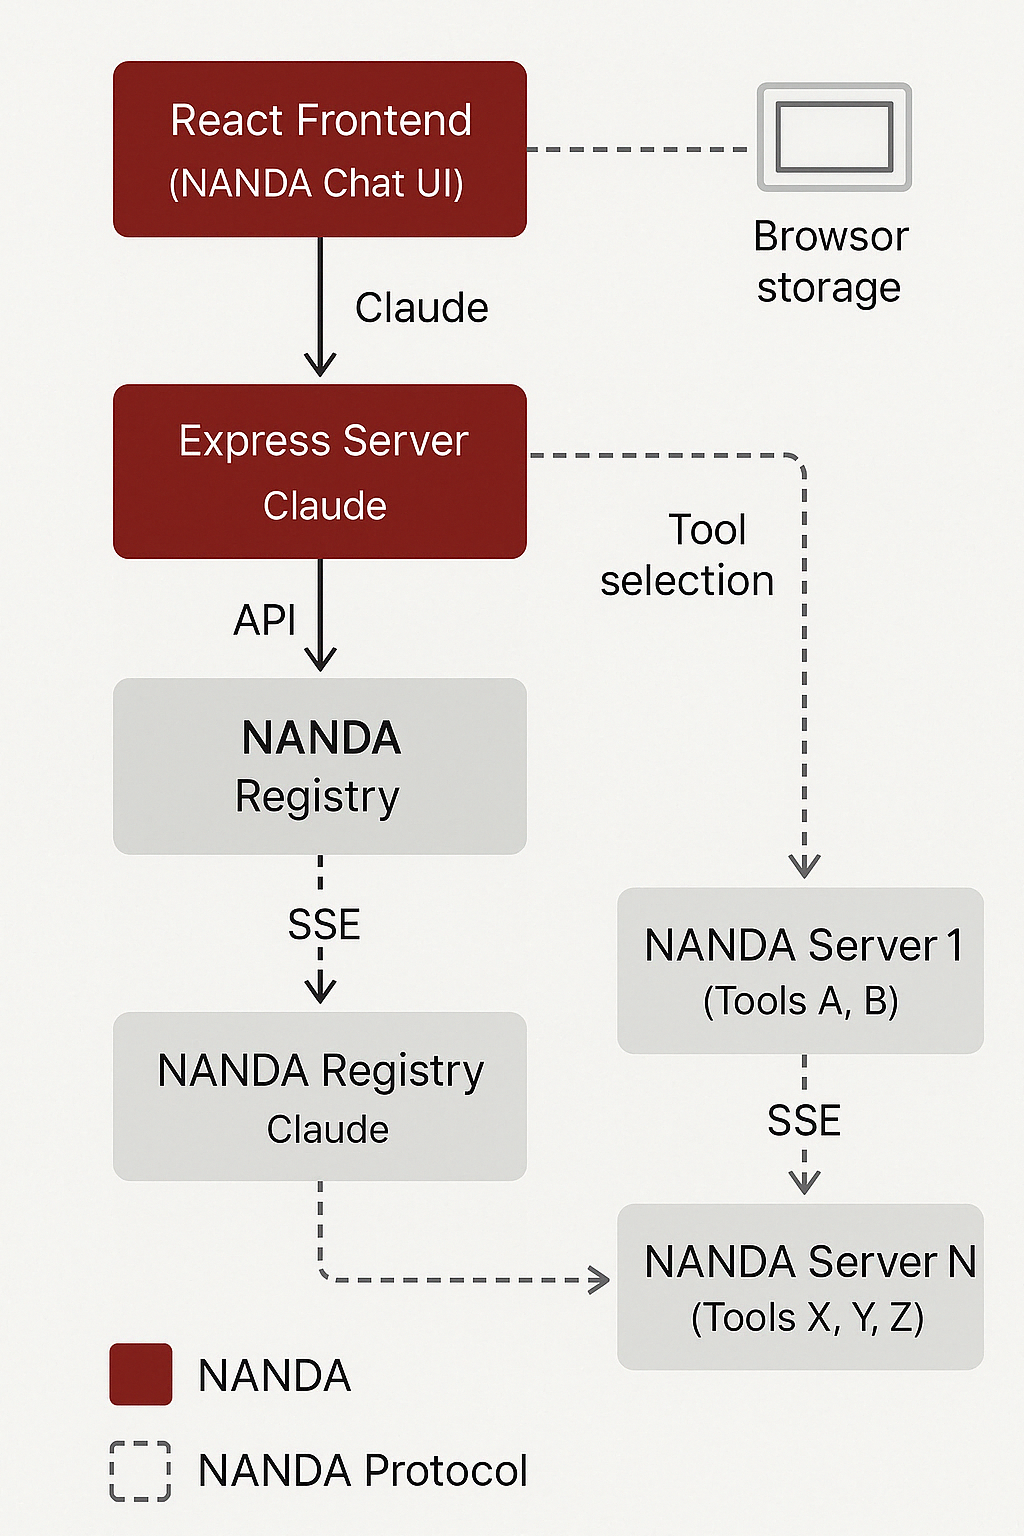 React Frontend
(NANDA Chat UI)
Browsor
storage
Claude
Express Server
Claude
Tool
selection
API
NANDA
Registry
SSE
NANDA Server 1
(Tools A, B)
NANDA Registry
Claude
SSE
NANDA Server N
(Tools X, Y, Z)
NANDA
NANDA Protocol